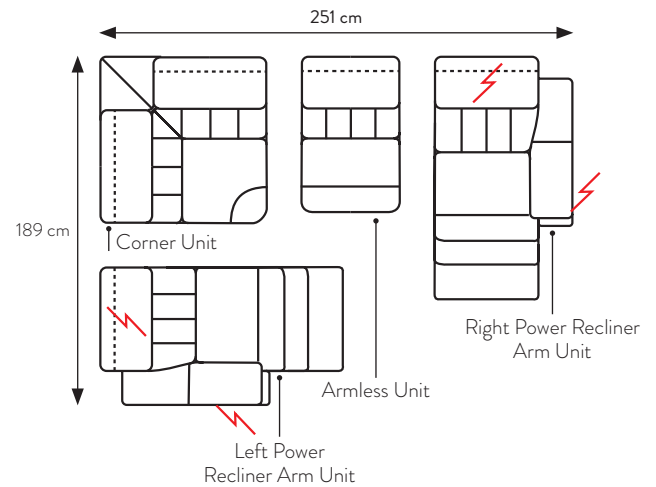 251 cm
189 cm
Corner Unit
Right Power Recliner
Arm Unit
Armless Unit
Left Power
Recliner Arm Unit